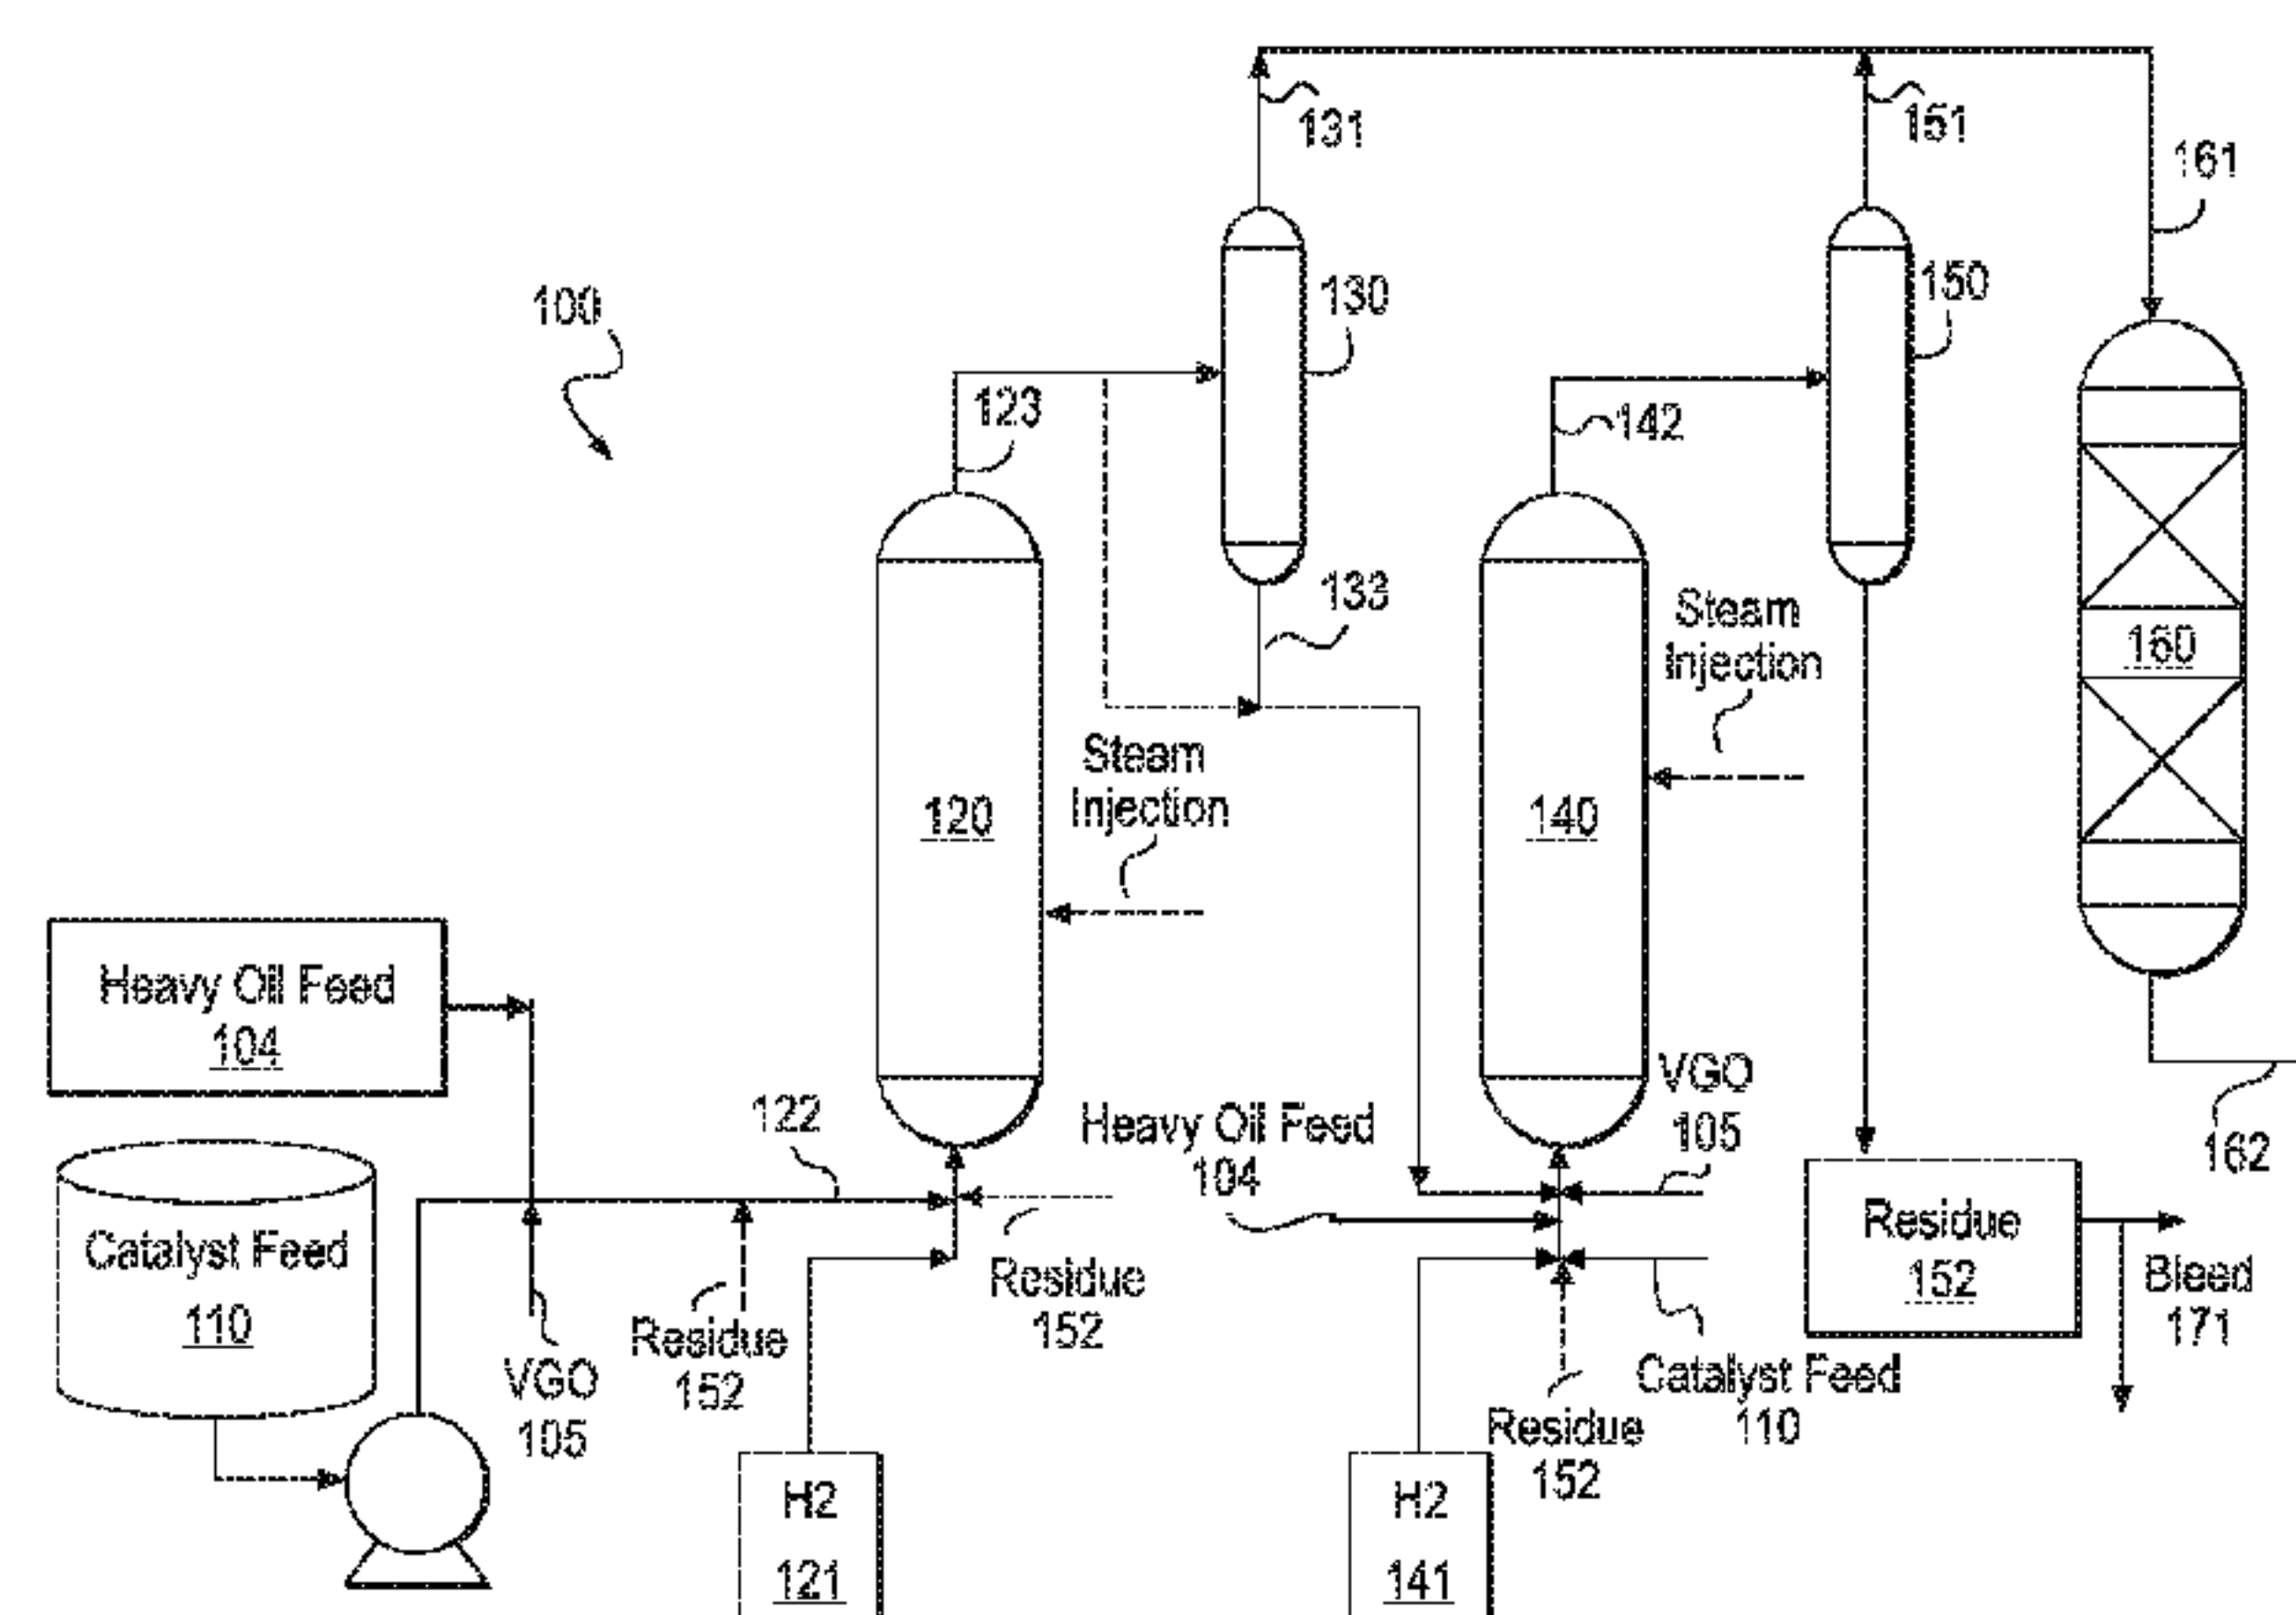 131
151
161
100
130
150
123
142
133
Steam
Injection
160
Steam
Injection
120
140
Heavy Oil Feed
104
VGO
105
122
Heavy Oil Feed
104
162
Catalyst Feed
110
Residue
152
Residue
152
Bleed
171
Residue
152
VGO
105
Catalyst Feed
110
Residue
152
H2
121
H2
141